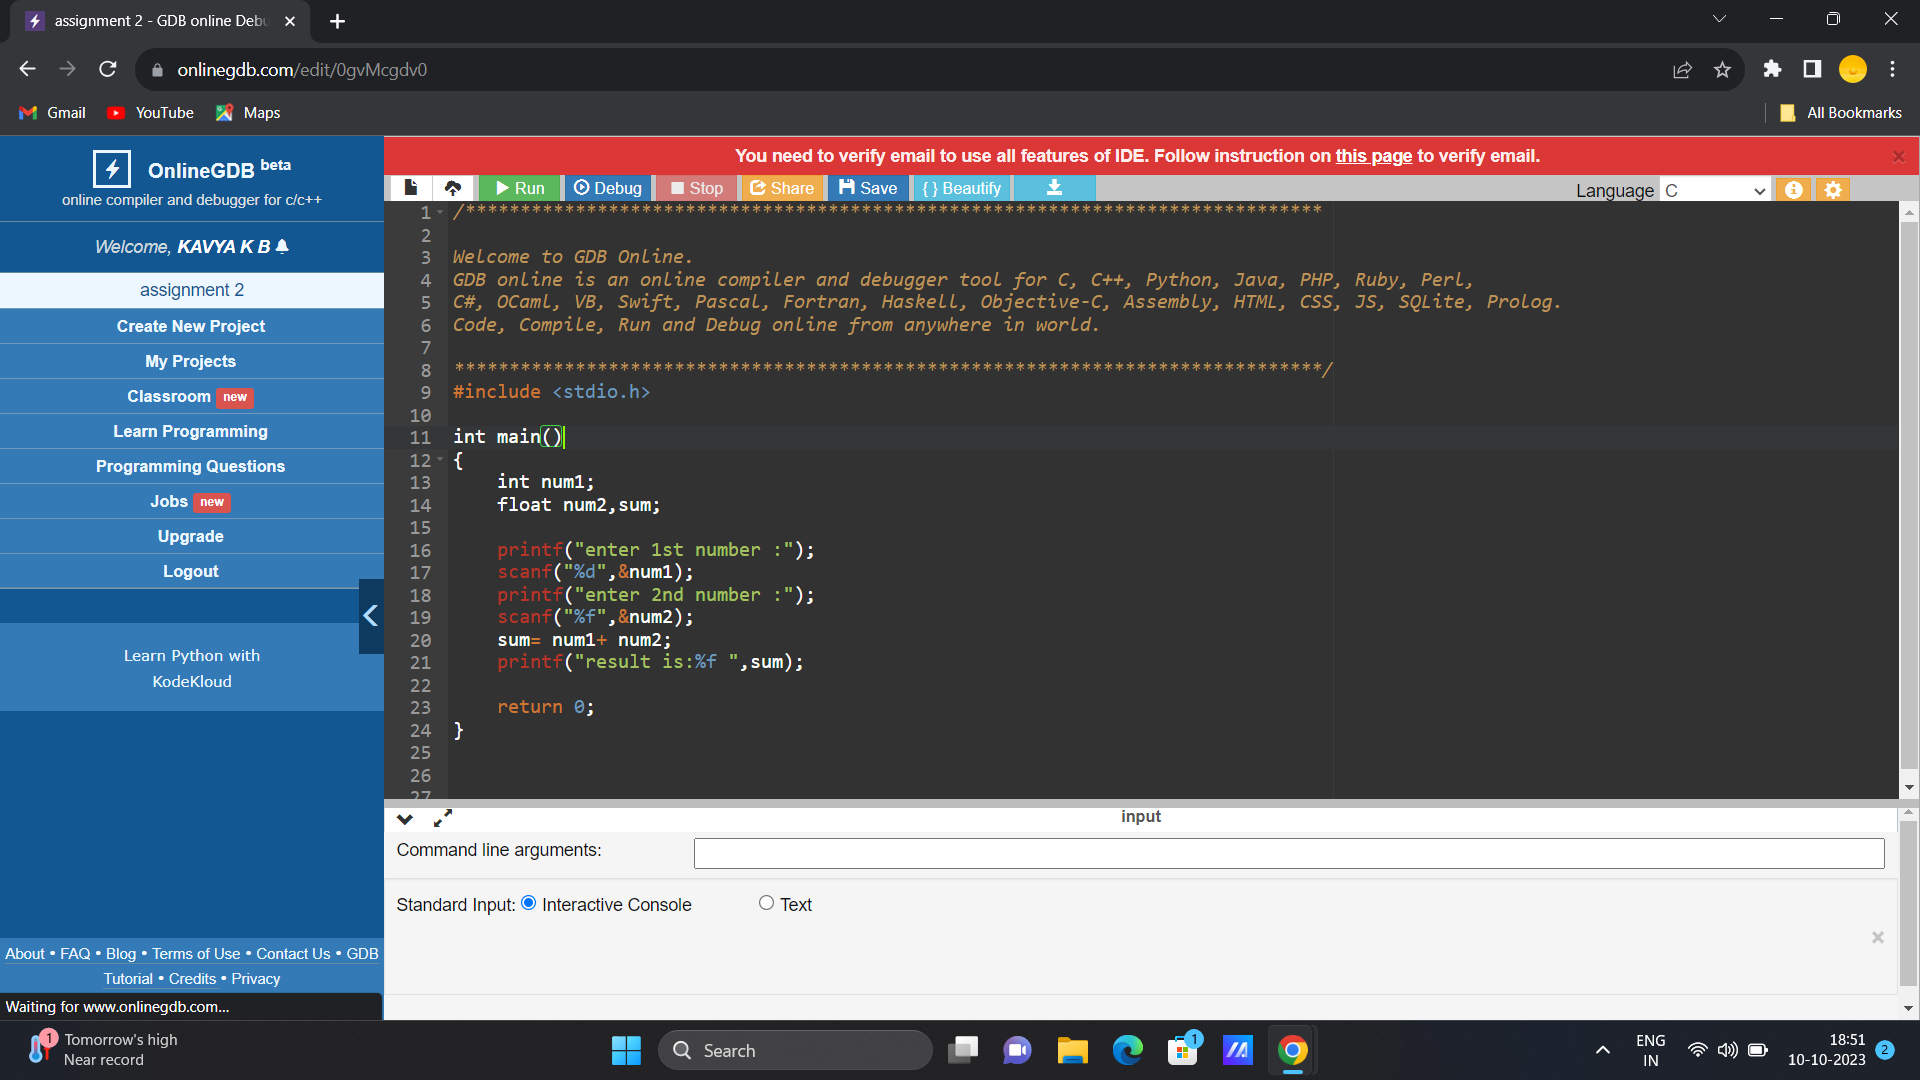 assignment 2 - GDB online Debu
onlinegdb.com/edit/0gvMcgdv0
Gmail YouTube Maps All Bookmarks
OnlineGDB beta
online compiler and debugger for c/c++
Welcome, KAVYA K B
assignment 2
Create New Project
My Projects
Classroom new
Learn Programming
Programming Questions
Jobs new
Upgrade
Logout
Learn Python with
KodeKloud
About • FAQ • Blog • Terms of Use • Contact Us • GDB
Tutorial • Credits • Privacy
Waiting for www.onlinegdb.com...
You need to verify email to use all features of IDE. Follow instruction on this page to verify email.
Run Debug Stop Share Save { } Beautify Language C
1 /******************************************************************************
2
3 Welcome to GDB Online.
4 GDB online is an online compiler and debugger tool for C, C++, Python, Java, PHP, Ruby, Perl,
5 C#, OCaml, VB, Swift, Pascal, Fortran, Haskell, Objective-C, Assembly, HTML, CSS, JS, SQLite, Prolog.
6 Code, Compile, Run and Debug online from anywhere in world.
7
8 *******************************************************************************/
9 #include <stdio.h>
10
11 int main()
12 {
13     int num1;
14     float num2,sum;
15
16     printf("enter 1st number :");
17     scanf("%d",&num1);
18     printf("enter 2nd number :");
19     scanf("%f",&num2);
20     sum= num1+ num2;
21     printf("result is:%f ",sum);
22
23     return 0;
24 }
25
26
27
input
Command line arguments:
Standard Input: Interactive Console Text
1 Tomorrow's high
Near record
Search
1
ENG
IN
18:51
10-10-2023
2